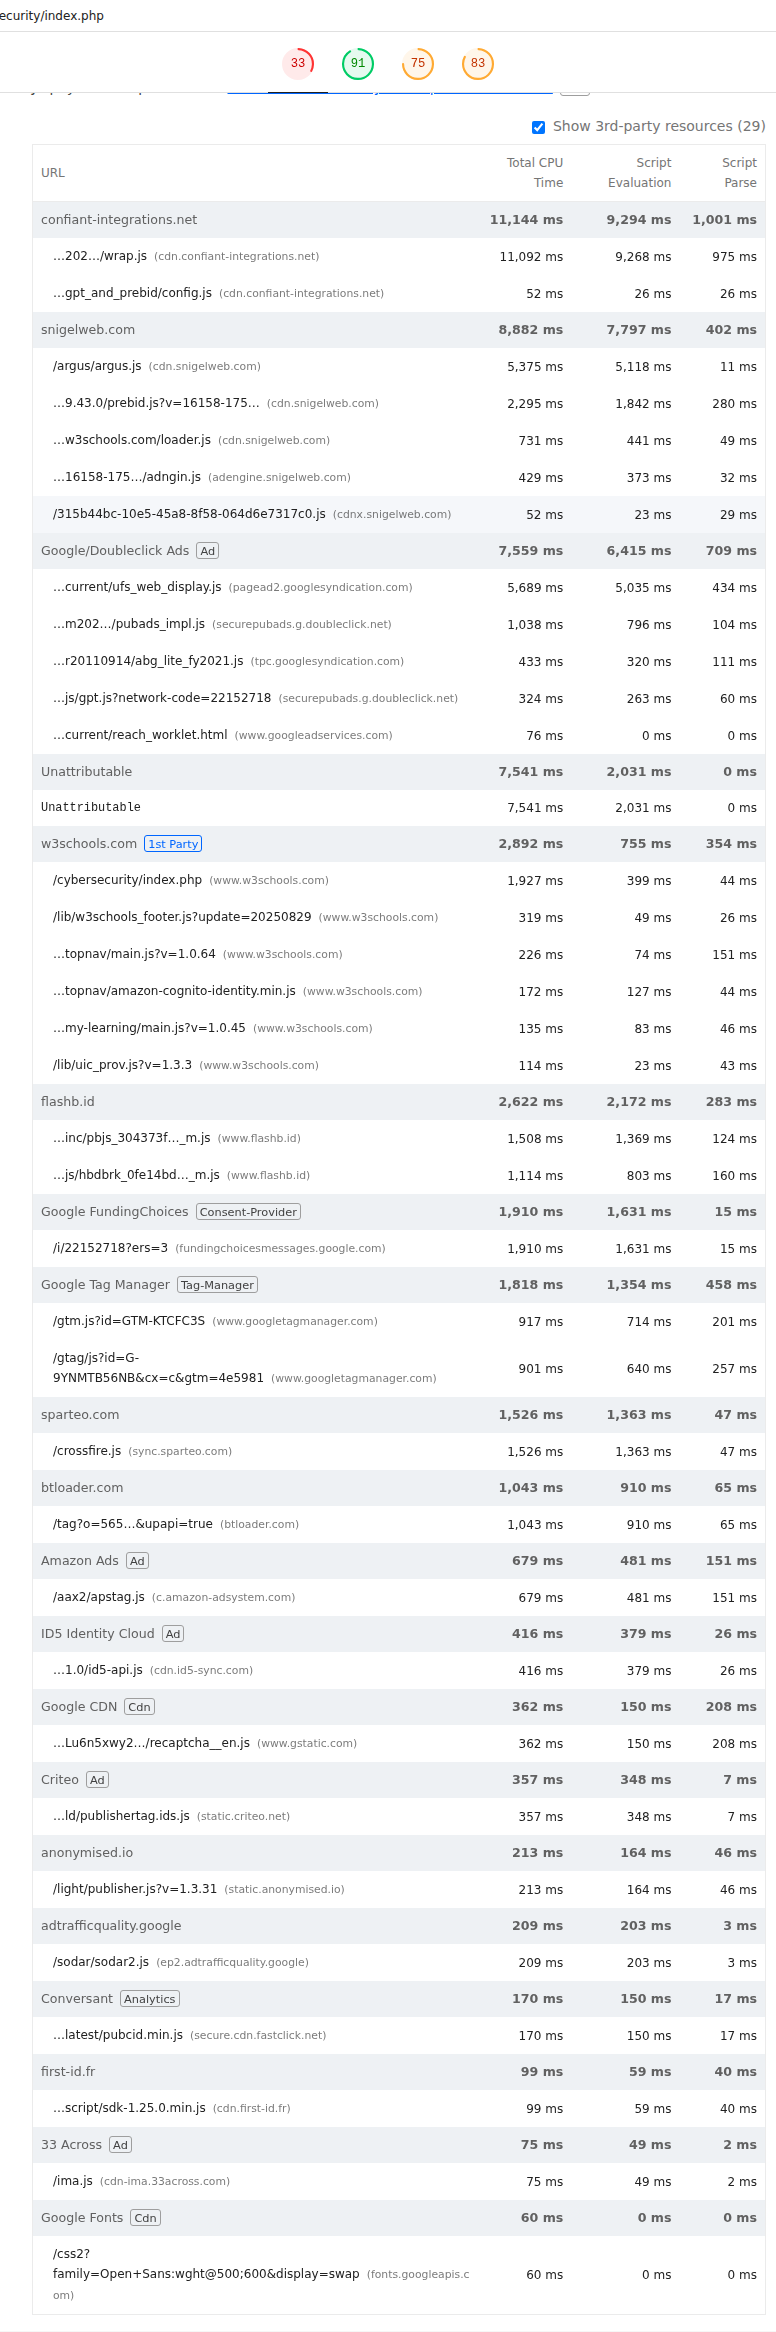 ecurity/index.php
33 91 75 83
Show 3rd-party resources (29)
URL Total CPU Time Script Evaluation Script Parse
confiant-integrations.net 11,144 ms 9,294 ms 1,001 ms
…202…/wrap.js (cdn.confiant-integrations.net) 11,092 ms 9,268 ms 975 ms
…gpt_and_prebid/config.js (cdn.confiant-integrations.net) 52 ms 26 ms 26 ms
snigelweb.com 8,882 ms 7,797 ms 402 ms
/argus/argus.js (cdn.snigelweb.com) 5,375 ms 5,118 ms 11 ms
…9.43.0/prebid.js?v=16158-175… (cdn.snigelweb.com) 2,295 ms 1,842 ms 280 ms
…w3schools.com/loader.js (cdn.snigelweb.com) 731 ms 441 ms 49 ms
…16158-175…/adngin.js (adengine.snigelweb.com) 429 ms 373 ms 32 ms
/315b44bc-10e5-45a8-8f58-064d6e7317c0.js (cdnx.snigelweb.com) 52 ms 23 ms 29 ms
Google/Doubleclick Ads Ad 7,559 ms 6,415 ms 709 ms
…current/ufs_web_display.js (pagead2.googlesyndication.com) 5,689 ms 5,035 ms 434 ms
…m202…/pubads_impl.js (securepubads.g.doubleclick.net) 1,038 ms 796 ms 104 ms
…r20110914/abg_lite_fy2021.js (tpc.googlesyndication.com) 433 ms 320 ms 111 ms
…js/gpt.js?network-code=22152718 (securepubads.g.doubleclick.net) 324 ms 263 ms 60 ms
…current/reach_worklet.html (www.googleadservices.com) 76 ms 0 ms 0 ms
Unattributable 7,541 ms 2,031 ms 0 ms
Unattributable 7,541 ms 2,031 ms 0 ms
w3schools.com 1st Party 2,892 ms 755 ms 354 ms
/cybersecurity/index.php (www.w3schools.com) 1,927 ms 399 ms 44 ms
/lib/w3schools_footer.js?update=20250829 (www.w3schools.com) 319 ms 49 ms 26 ms
…topnav/main.js?v=1.0.64 (www.w3schools.com) 226 ms 74 ms 151 ms
…topnav/amazon-cognito-identity.min.js (www.w3schools.com) 172 ms 127 ms 44 ms
…my-learning/main.js?v=1.0.45 (www.w3schools.com) 135 ms 83 ms 46 ms
/lib/uic_prov.js?v=1.3.3 (www.w3schools.com) 114 ms 23 ms 43 ms
flashb.id 2,622 ms 2,172 ms 283 ms
…inc/pbjs_304373f…_m.js (www.flashb.id) 1,508 ms 1,369 ms 124 ms
…js/hbdbrk_0fe14bd…_m.js (www.flashb.id) 1,114 ms 803 ms 160 ms
Google FundingChoices Consent-Provider 1,910 ms 1,631 ms 15 ms
/i/22152718?ers=3 (fundingchoicesmessages.google.com) 1,910 ms 1,631 ms 15 ms
Google Tag Manager Tag-Manager 1,818 ms 1,354 ms 458 ms
/gtm.js?id=GTM-KTCFC3S (www.googletagmanager.com) 917 ms 714 ms 201 ms
/gtag/js?id=G-
9YNMTB56NB&cx=c&gtm=4e5981 (www.googletagmanager.com) 901 ms 640 ms 257 ms
sparteo.com 1,526 ms 1,363 ms 47 ms
/crossfire.js (sync.sparteo.com) 1,526 ms 1,363 ms 47 ms
btloader.com 1,043 ms 910 ms 65 ms
/tag?o=565…&upapi=true (btloader.com) 1,043 ms 910 ms 65 ms
Amazon Ads Ad 679 ms 481 ms 151 ms
/aax2/apstag.js (c.amazon-adsystem.com) 679 ms 481 ms 151 ms
ID5 Identity Cloud Ad 416 ms 379 ms 26 ms
…1.0/id5-api.js (cdn.id5-sync.com) 416 ms 379 ms 26 ms
Google CDN Cdn 362 ms 150 ms 208 ms
…Lu6n5xwy2…/recaptcha__en.js (www.gstatic.com) 362 ms 150 ms 208 ms
Criteo Ad 357 ms 348 ms 7 ms
…ld/publishertag.ids.js (static.criteo.net) 357 ms 348 ms 7 ms
anonymised.io 213 ms 164 ms 46 ms
/light/publisher.js?v=1.3.31 (static.anonymised.io) 213 ms 164 ms 46 ms
adtrafficquality.google 209 ms 203 ms 3 ms
/sodar/sodar2.js (ep2.adtrafficquality.google) 209 ms 203 ms 3 ms
Conversant Analytics 170 ms 150 ms 17 ms
…latest/pubcid.min.js (secure.cdn.fastclick.net) 170 ms 150 ms 17 ms
first-id.fr 99 ms 59 ms 40 ms
…script/sdk-1.25.0.min.js (cdn.first-id.fr) 99 ms 59 ms 40 ms
33 Across Ad 75 ms 49 ms 2 ms
/ima.js (cdn-ima.33across.com) 75 ms 49 ms 2 ms
Google Fonts Cdn 60 ms 0 ms 0 ms
/css2?
family=Open+Sans:wght@500;600&display=swap (fonts.googleapis.c 60 ms 0 ms 0 ms
om)